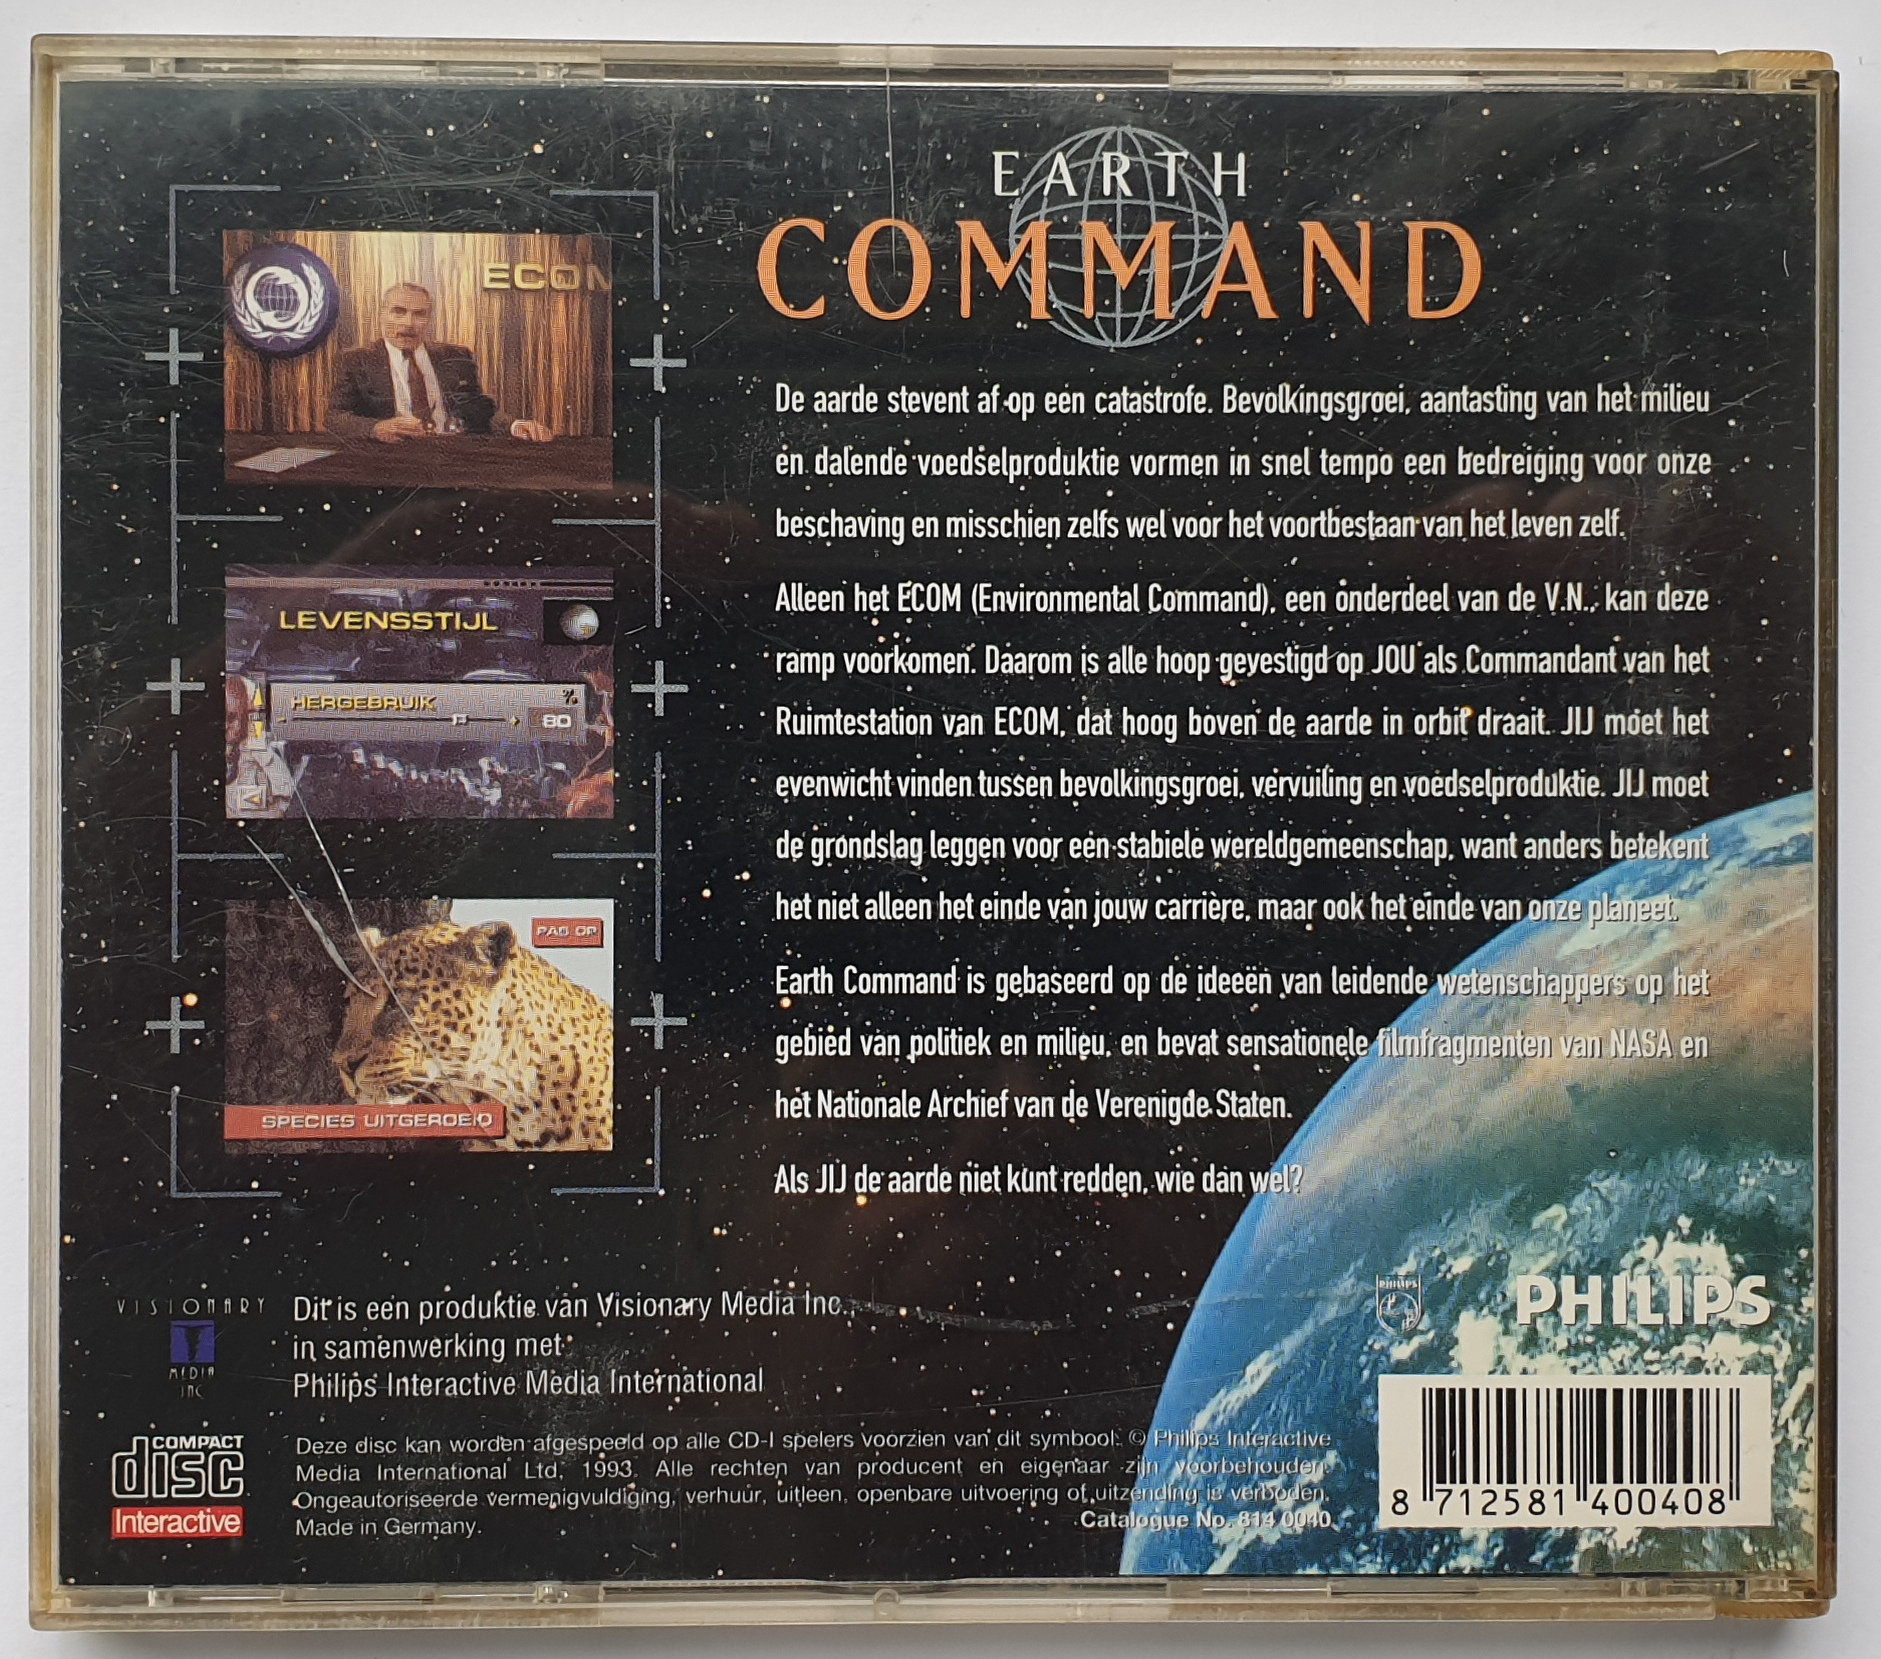 EARTH
COMMAND
ECOM
LEVENSSTIJL
HERGEBRUIK %
80
PAS OP
SPECIES UITGEROEID
De aarde stevent af op een catastrofe. Bevolkingsgroei, aantasting van het milieu
en dalende voedselproduktie vormen in snel tempo een bedreiging voor onze
beschaving en misschien zelfs wel voor het voortbestaan van het leven zelf.
Alleen het ECOM (Environmental Command), een onderdeel van de V.N., kan deze
ramp voorkomen. Daarom is alle hoop gevestigd op JOU als Commandant van het
Ruimtestation van ECOM, dat hoog boven de aarde in orbit draait. JIJ moet het
evenwicht vinden tussen bevolkingsgroei, vervuiling en voedselproduktie. JIJ moet
de grondslag leggen voor een stabiele wereldgemeenschap, want anders betekent
het niet alleen het einde van jouw carrière, maar ook het einde van onze planeet.
Earth Command is gebaseerd op de ideeën van leidende wetenschappers op het
gebied van politiek en milieu, en bevat sensationele filmfragmenten van NASA en
het Nationale Archief van de Verenigde Staten.
Als JIJ de aarde niet kunt redden, wie dan wel?
VISIONARY
MEDIA
INC
Dit is een produktie van Visionary Media Inc.,
in samenwerking met
Philips Interactive Media International
PHILIPS
PHILIPS
COMPACT
disc
Interactive
Deze disc kan worden afgespeeld op alle CD-I spelers voorzien van dit symbool. © Philips Interactive
Media International Ltd, 1993. Alle rechten van producent en eigenaar zijn voorbehouden.
Ongeautoriseerde vermenigvuldiging, verhuur, uitleen, openbare uitvoering of uitzending is verboden.
Made in Germany.
Catalogue No. 814 0040
8 712581 400408